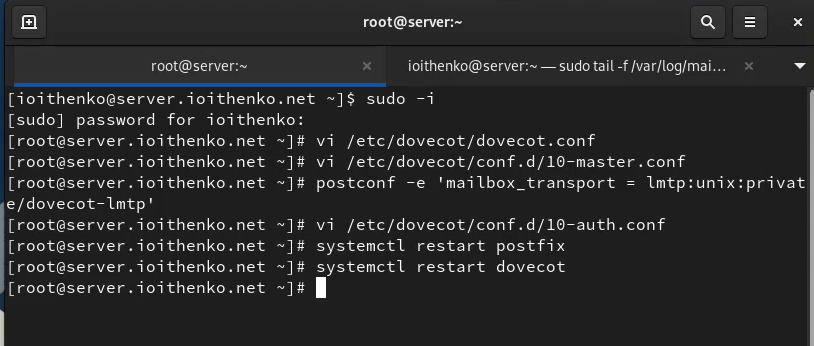 root@server:~
root@server:~
ioithenko@server:~ — sudo tail -f /var/log/mai…
[ioithenko@server.ioithenko.net ~]$ sudo -i
[sudo] password for ioithenko:
[root@server.ioithenko.net ~]# vi /etc/dovecot/dovecot.conf
[root@server.ioithenko.net ~]# vi /etc/dovecot/conf.d/10-master.conf
[root@server.ioithenko.net ~]# postconf -e 'mailbox_transport = lmtp:unix:privat
e/dovecot-lmtp'
[root@server.ioithenko.net ~]# vi /etc/dovecot/conf.d/10-auth.conf
[root@server.ioithenko.net ~]# systemctl restart postfix
[root@server.ioithenko.net ~]# systemctl restart dovecot
[root@server.ioithenko.net ~]#